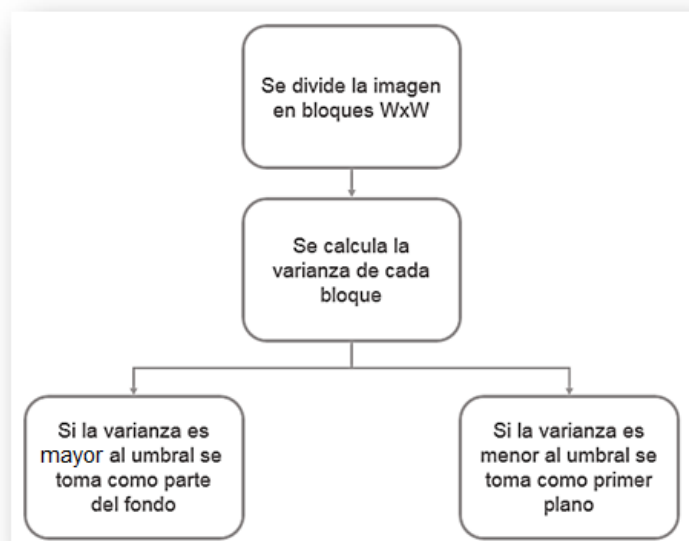 Se divide la imagen
en bloques WxW
Se calcula la
varianza de cada
bloque
Si la varianza es
mayor al umbral se
toma como parte
del fondo
Si la varianza es
menor al umbral se
toma como primer
plano